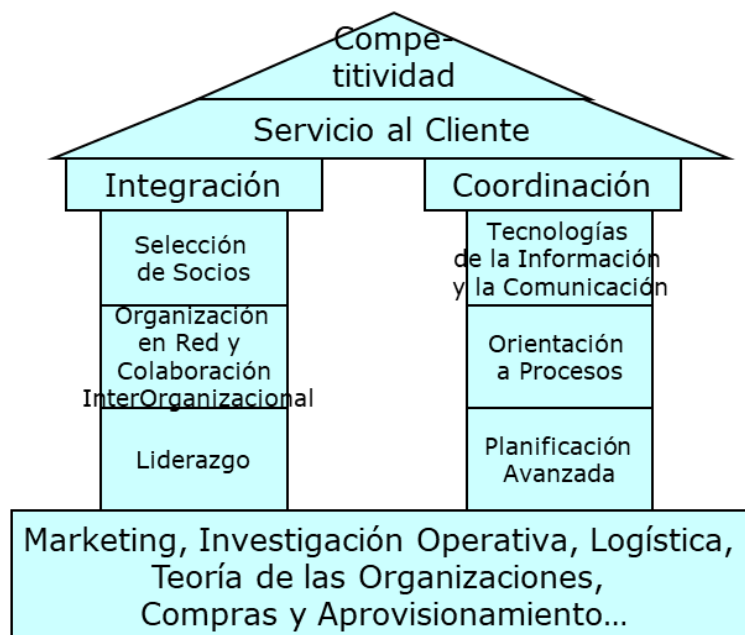 Compe-
titividad
Servicio al Cliente
Integración
Selección
de Socios
Organización
en Red y
Colaboración
InterOrganizacional
Liderazgo
Coordinación
Tecnologías
de la Información
y la Comunicación
Orientación
a Procesos
Planificación
Avanzada
Marketing, Investigación Operativa, Logística,
Teoría de las Organizaciones,
Compras y Aprovisionamiento...